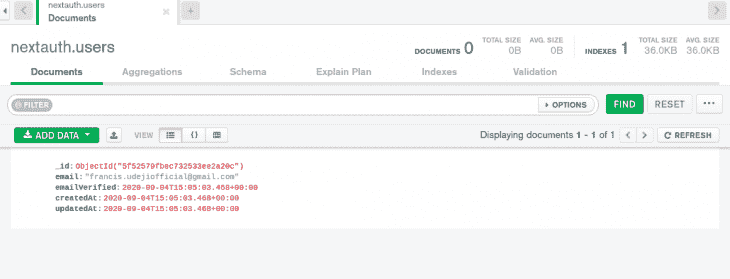 nextauth.users
Documents
nextauth.users
DOCUMENTS 0
TOTAL SIZE 0B
AVG. SIZE 0B
INDEXES 1
TOTAL SIZE 36.0KB
AVG. SIZE 36.0KB
Documents Aggregations Schema Explain Plan Indexes Validation
FILTER OPTIONS FIND RESET
ADD DATA VIEW Displaying documents 1 - 1 of 1 REFRESH
_id: ObjectId("5f52579fbec732533ee2a20c")
email: "francis.udejiofficial@gmail.com"
emailVerified: 2020-09-04T15:05:03.468+00:00
createdAt: 2020-09-04T15:05:03.468+00:00
updatedAt: 2020-09-04T15:05:03.468+00:00